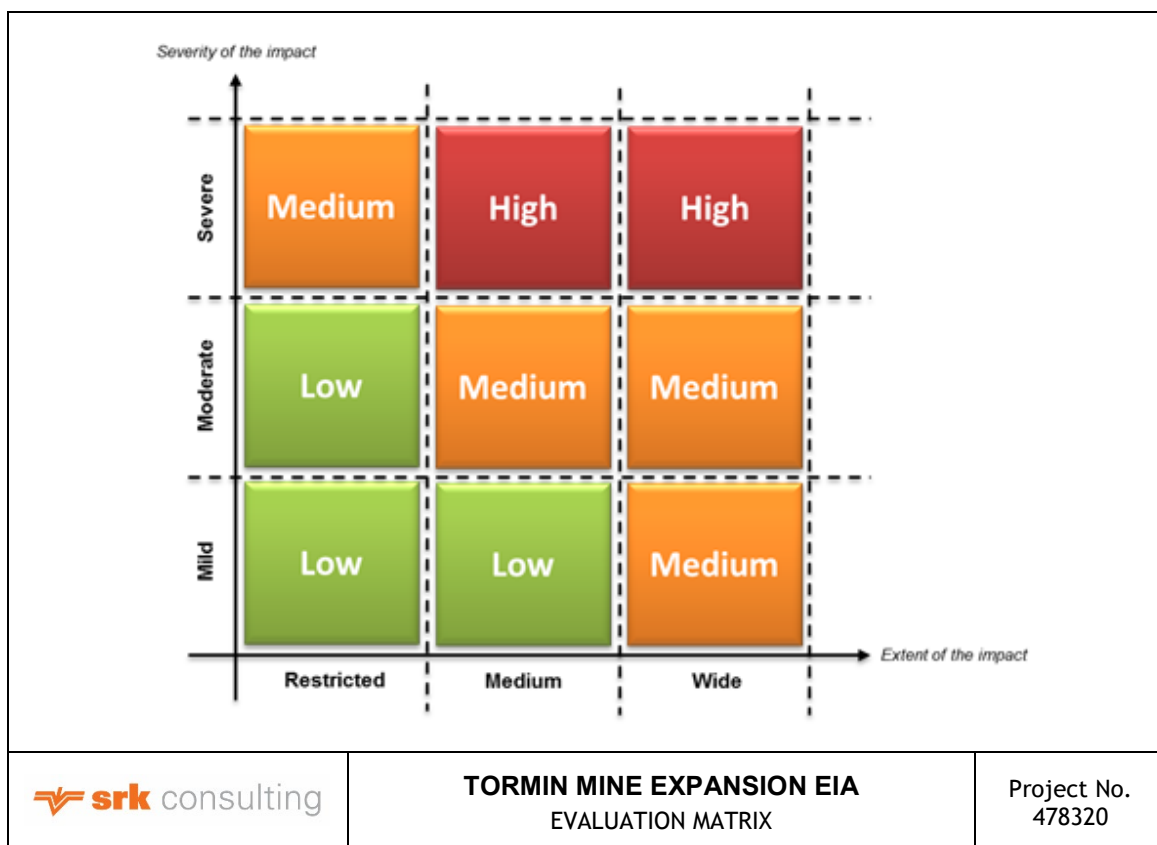 Severity of the impact
Severe
Medium
High
High
Moderate
Low
Medium
Medium
Mild
Low
Low
Medium
Extent of the impact
Restricted
Medium
Wide
srk consulting
TORMIN MINE EXPANSION EIA
EVALUATION MATRIX
Project No.
478320